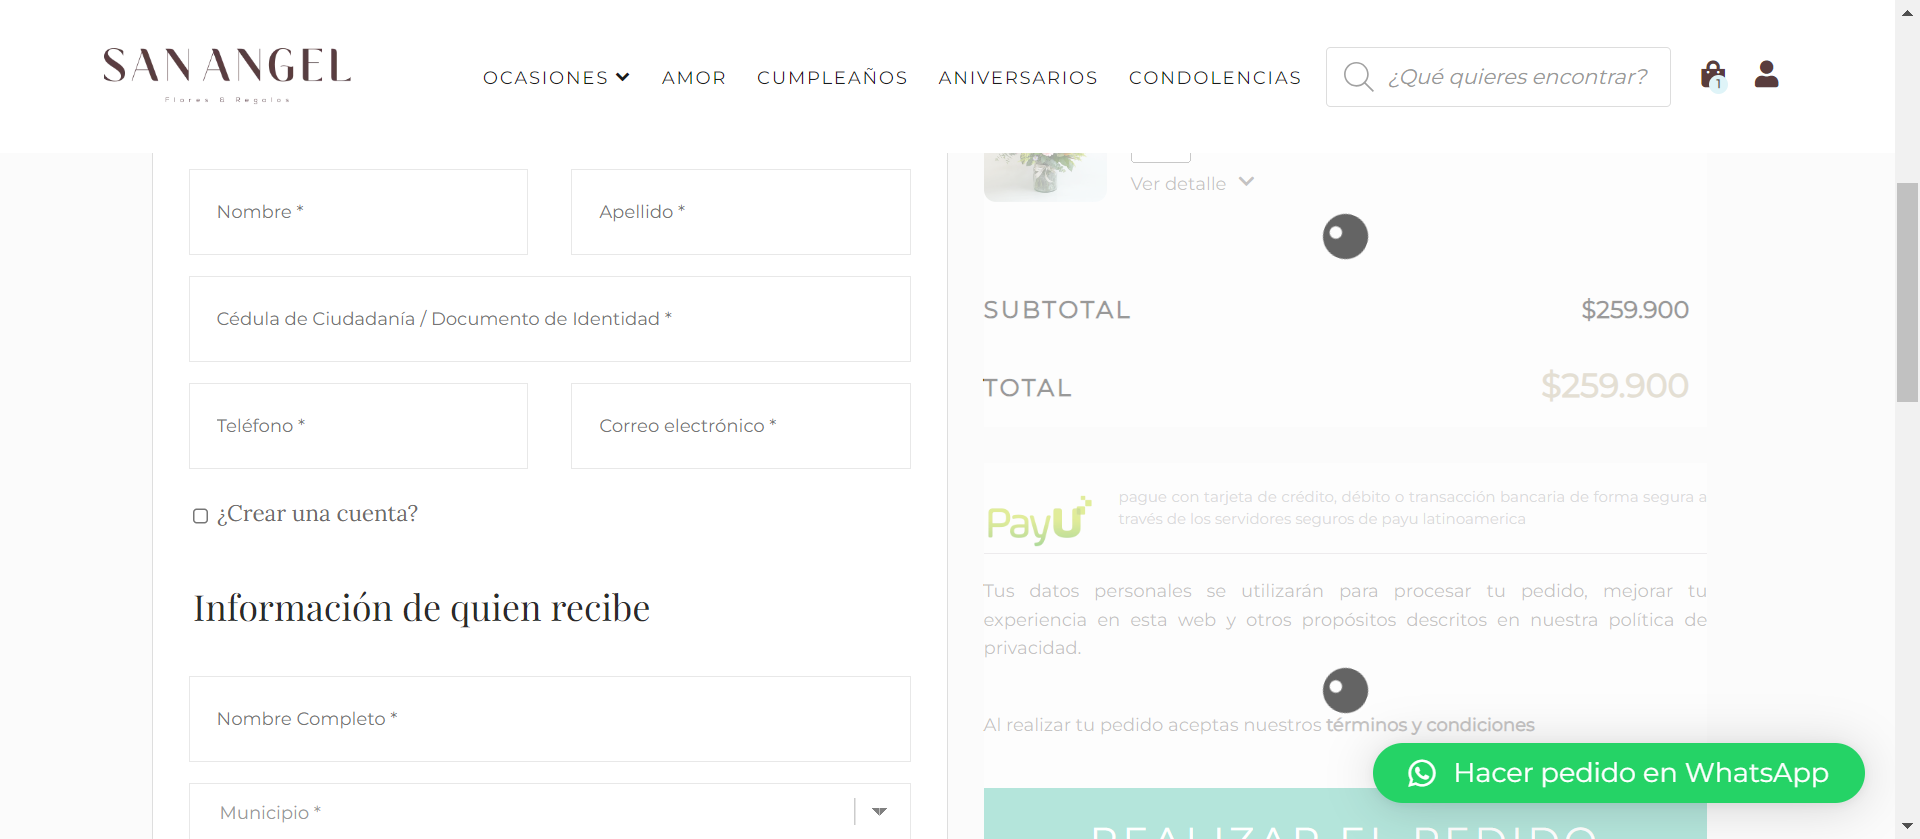 SAN ANGEL
Flores & Regalos
OCASIONES
AMOR
CUMPLEAÑOS
ANIVERSARIOS
CONDOLENCIAS
¿Qué quieres encontrar?
1
Nombre *
Apellido *
Cédula de Ciudadanía / Documento de Identidad *
Teléfono *
Correo electrónico *
¿Crear una cuenta?
Información de quien recibe
Nombre Completo *
Municipio *
Ver detalle
SUBTOTAL $259.900
TOTAL $259.900
PayU
pague con tarjeta de crédito, débito o transacción bancaria de forma segura a
través de los servidores seguros de payu latinoamerica
Tus datos personales se utilizarán para procesar tu pedido, mejorar tu
experiencia en esta web y otros propósitos descritos en nuestra política de
privacidad.
Al realizar tu pedido aceptas nuestros términos y condiciones
Hacer pedido en WhatsApp
REALIZAR EL PEDIDO